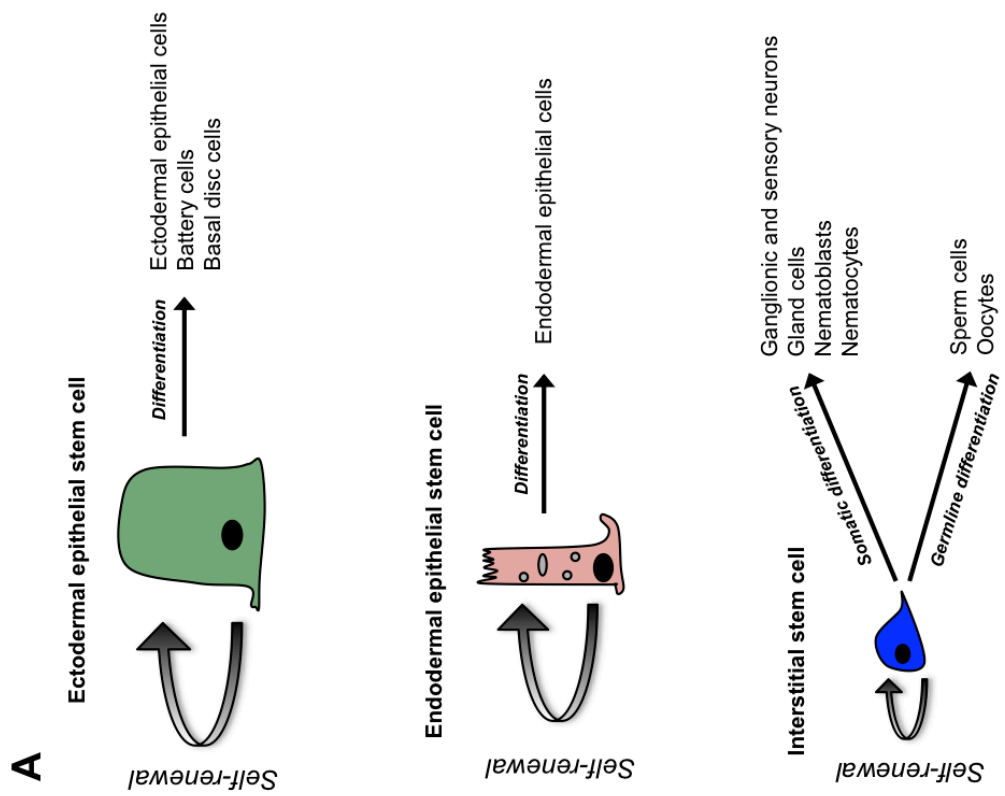 A
Ectodermal epithelial stem cell
Self-renewal
Differentiation
Ectodermal epithelial cells
Battery cells
Basal disc cells
Endodermal epithelial stem cell
Self-renewal
Differentiation
Endodermal epithelial cells
Interstitial stem cell
Self-renewal
Somatic differentiation
Ganglionic and sensory neurons
Gland cells
Nematoblasts
Nematocytes
Germline differentiation
Sperm cells
Oocytes